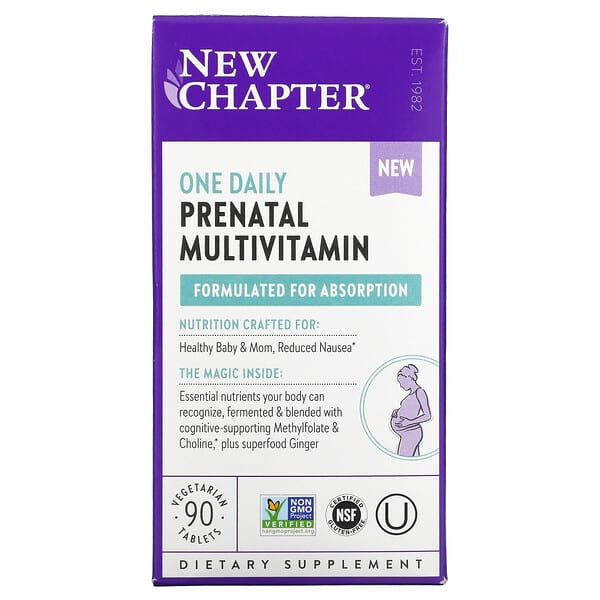 NEW
CHAPTER®
EST. 1982
NEW
ONE DAILY
PRENATAL
MULTIVITAMIN
FORMULATED FOR ABSORPTION
NUTRITION CRAFTED FOR:
Healthy Baby & Mom, Reduced Nausea*
THE MAGIC INSIDE:
Essential nutrients your body can
recognize, fermented & blended with
cognitive-supporting Methylfolate &
Choline,* plus superfood Ginger
VEGETARIAN
90
TABLETS
NON
GMO
Project
VERIFIED
nongmoproject.org
CERTIFIED
NSF
GLUTEN-FREE
U
DIETARY SUPPLEMENT